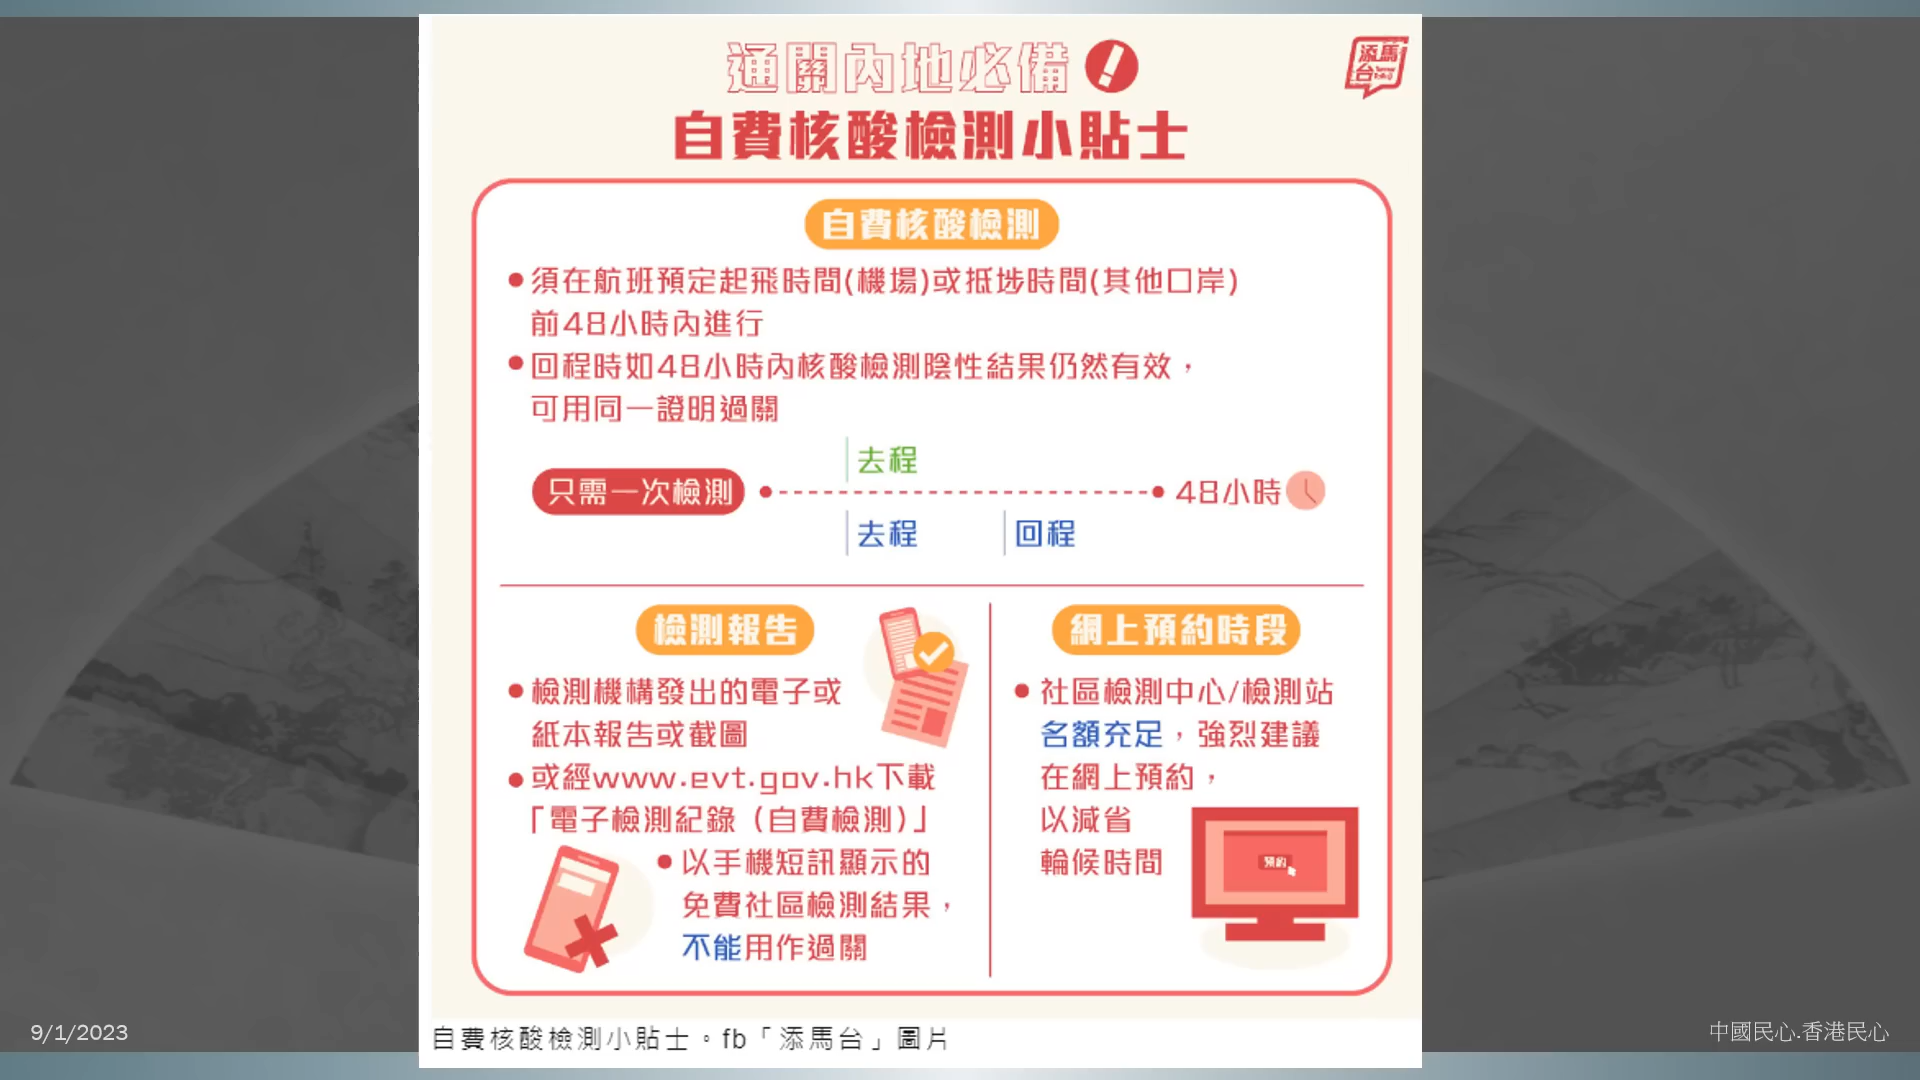 通關內地必備
添馬台
自費核酸檢測小貼士
自費核酸檢測
須在航班預定起飛時間(機場)或抵埗時間(其他口岸)
前48小時內進行
回程時如48小時內核酸檢測陰性結果仍然有效，
可用同一證明過關
去程
只需一次檢測
48小時
去程
回程
檢測報告
檢測機構發出的電子或
紙本報告或截圖
或經www.evt.gov.hk下載
「電子檢測紀錄（自費檢測）」
以手機短訊顯示的
免費社區檢測結果，
不能用作過關
網上預約時段
社區檢測中心/檢測站
名額充足，強烈建議
在網上預約，
以減省
輪候時間
預約
自費核酸檢測小貼士。fb「添馬台」圖片
9/1/2023
中國民心.香港民心